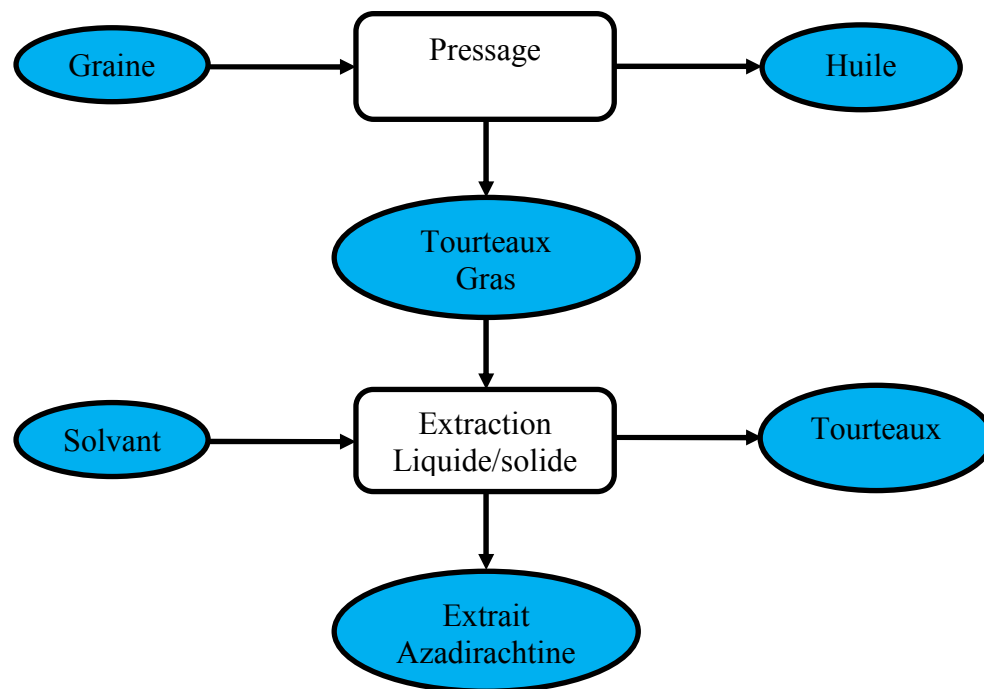 Graine
Pressage
Huile
Tourteaux
Gras
Solvant
Extraction
Liquide/solide
Tourteaux
Extrait
Azadirachtine